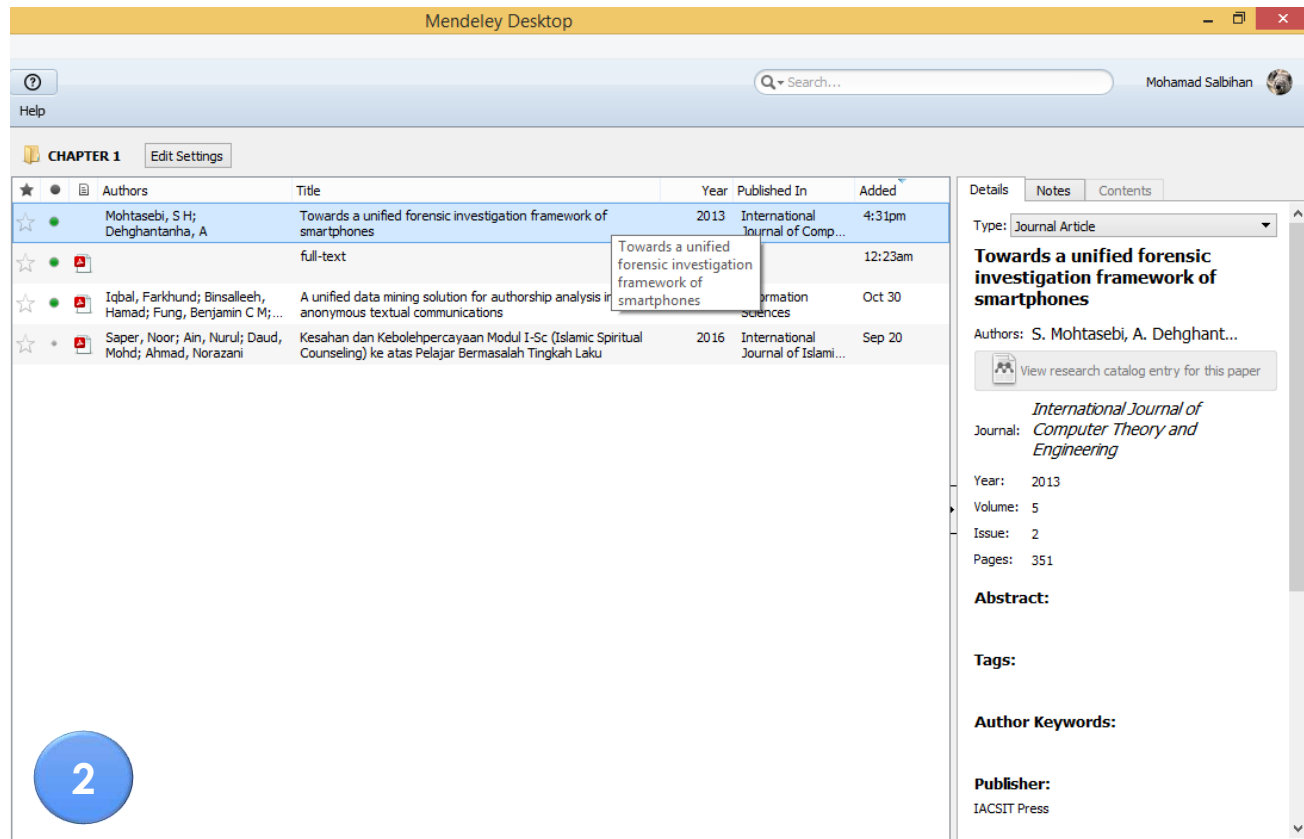 Mendeley Desktop
Search...
Mohamad Salbihan
Help
CHAPTER 1
Edit Settings
Authors
Title
Year
Published In
Added
Mohtasebi, S H;
Dehghantanha, A
Towards a unified forensic investigation framework of
smartphones
2013
International
Journal of Comp...
4:31pm
full-text
12:23am
Towards a unified
forensic investigation
framework of
smartphones
Iqbal, Farkhund; Binsalleeh,
Hamad; Fung, Benjamin C M;...
A unified data mining solution for authorship analysis in
anonymous textual communications
Sciences
Oct 30
Saper, Noor; Ain, Nurul; Daud,
Mohd; Ahmad, Norazani
Kesahan dan Kebolehpercayaan Modul I-Sc (Islamic Spiritual
Counseling) ke atas Pelajar Bermasalah Tingkah Laku
2016
International
Journal of Islami...
Sep 20
Details
Notes
Contents
Type: Journal Article
Towards a unified forensic
investigation framework of
smartphones
Authors: S. Mohtasebi, A. Dehghant...
View research catalog entry for this paper
Journal: International Journal of
Computer Theory and
Engineering
Year: 2013
Volume: 5
Issue: 2
Pages: 351
Abstract:
Tags:
Author Keywords:
Publisher:
IACSIT Press
2